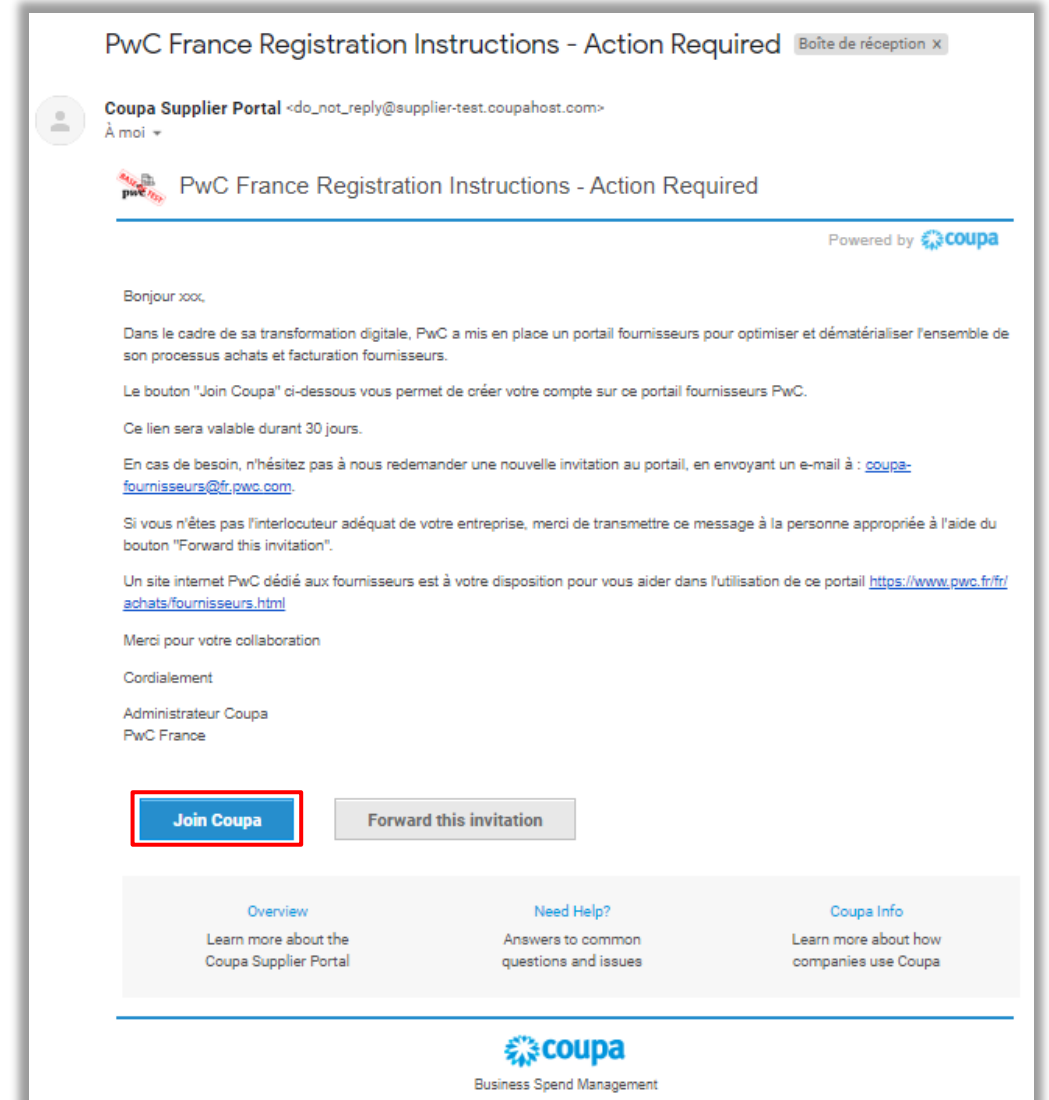 PwC France Registration Instructions - Action Required Boîte de réception x
Coupa Supplier Portal <do_not_reply@supplier-test.coupahost.com>
À moi
BASE TEST
pwc
PwC France Registration Instructions - Action Required
Powered by coupa
Bonjour xxx,
Dans le cadre de sa transformation digitale, PwC a mis en place un portail fournisseurs pour optimiser et dématérialiser l'ensemble de
son processus achats et facturation fournisseurs.
Le bouton "Join Coupa" ci-dessous vous permet de créer votre compte sur ce portail fournisseurs PwC.
Ce lien sera valable durant 30 jours.
En cas de besoin, n'hésitez pas à nous redemander une nouvelle invitation au portail, en envoyant un e-mail à : coupa-
fournisseurs@fr.pwc.com.
Si vous n'êtes pas l'interlocuteur adéquat de votre entreprise, merci de transmettre ce message à la personne appropriée à l'aide du
bouton "Forward this invitation".
Un site internet PwC dédié aux fournisseurs est à votre disposition pour vous aider dans l'utilisation de ce portail https://www.pwc.fr/fr/
achats/fournisseurs.html
Merci pour votre collaboration
Cordialement
Administrateur Coupa
PwC France
Join Coupa
Forward this invitation
Overview
Learn more about the
Coupa Supplier Portal
Need Help?
Answers to common
questions and issues
Coupa Info
Learn more about how
companies use Coupa
coupa
Business Spend Management